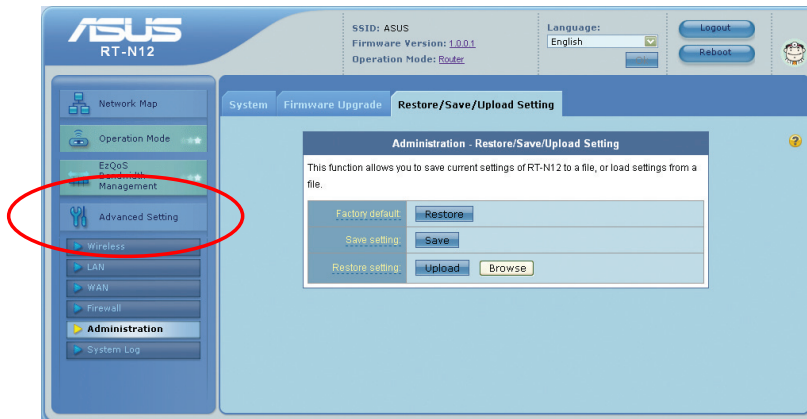 ASUS
RT-N12
SSID: ASUS
Firmware Version: 1.0.0.1
Operation Mode: Router
Language:
English
Logout
Reboot
Network Map
Operation Mode
EzQoS
Bandwidth
Management
Advanced Setting
Wireless
LAN
WAN
Firewall
Administration
System Log
System
Firmware Upgrade
Restore/Save/Upload Setting
Administration - Restore/Save/Upload Setting
This function allows you to save current settings of RT-N12 to a file, or load settings from a
file.
Factory default:
Restore
Save setting:
Save
Restore setting:
Upload
Browse